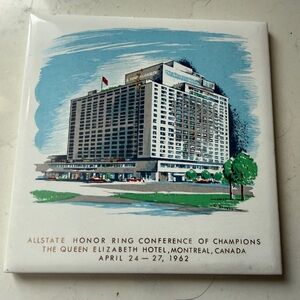 ALLSTATE HONOR RING CONFERENCE OF CHAMPIONS
THE QUEEN ELIZABETH HOTEL, MONTREAL, CANADA
APRIL 24 — 27, 1962